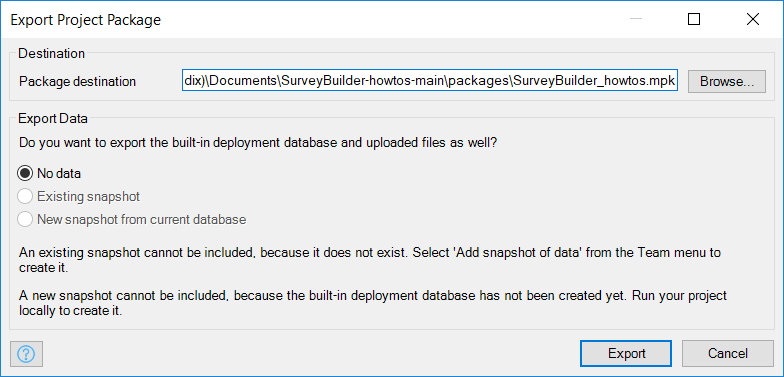 Export Project Package
Destination
Package destination
dix)\Documents\SurveyBuilder-howtos-main\packages\SurveyBuilder_howtos.mpk
Browse...
Export Data
Do you want to export the built-in deployment database and uploaded files as well?
No data
Existing snapshot
New snapshot from current database
An existing snapshot cannot be included, because it does not exist. Select 'Add snapshot of data' from the Team menu to
create it.
A new snapshot cannot be included, because the built-in deployment database has not been created yet. Run your project
locally to create it.
?
Export
Cancel